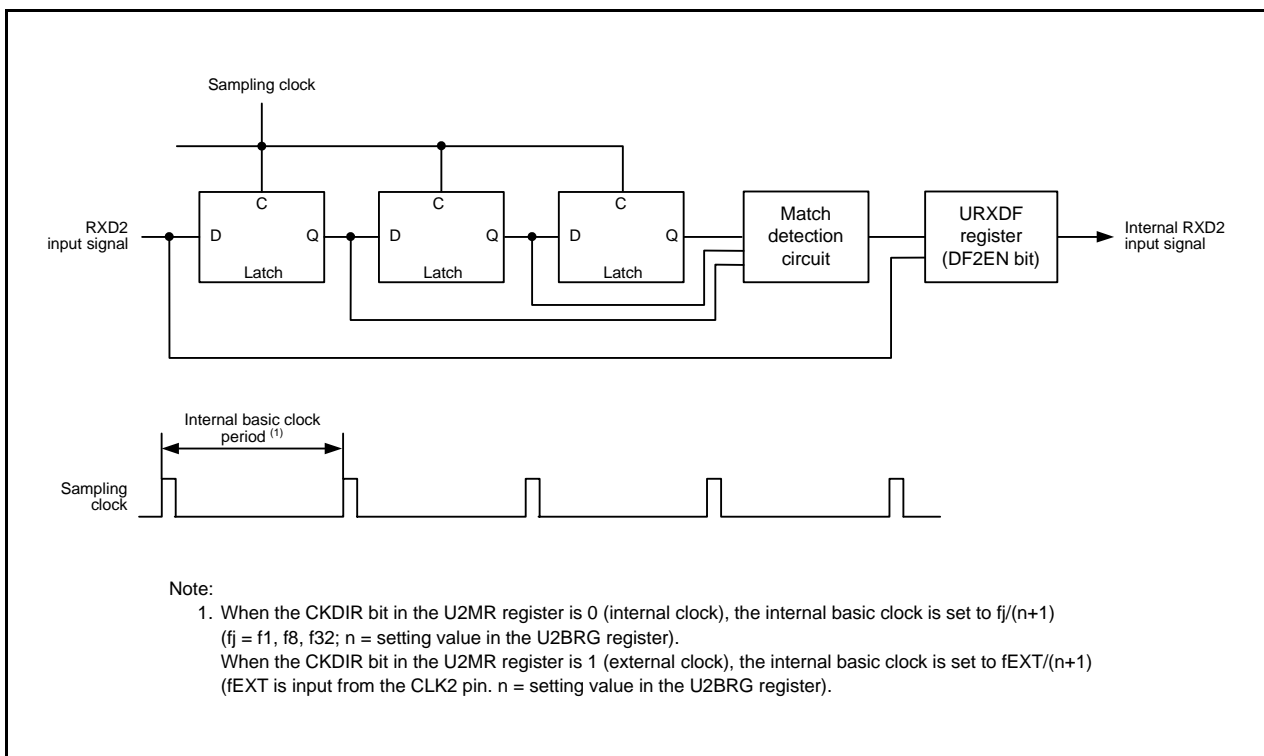 Sampling clock
C
C
C
RXD2
input signal
D
Q
D
Q
D
Q
Latch
Latch
Latch
Match
detection
circuit
URXDF
register
(DF2EN bit)
Internal RXD2
input signal
Internal basic clock
period (1)
Sampling
clock
Note:
1. When the CKDIR bit in the U2MR register is 0 (internal clock), the internal basic clock is set to fj/(n+1)
(fj = f1, f8, f32; n = setting value in the U2BRG register).
When the CKDIR bit in the U2MR register is 1 (external clock), the internal basic clock is set to fEXT/(n+1)
(fEXT is input from the CLK2 pin. n = setting value in the U2BRG register).